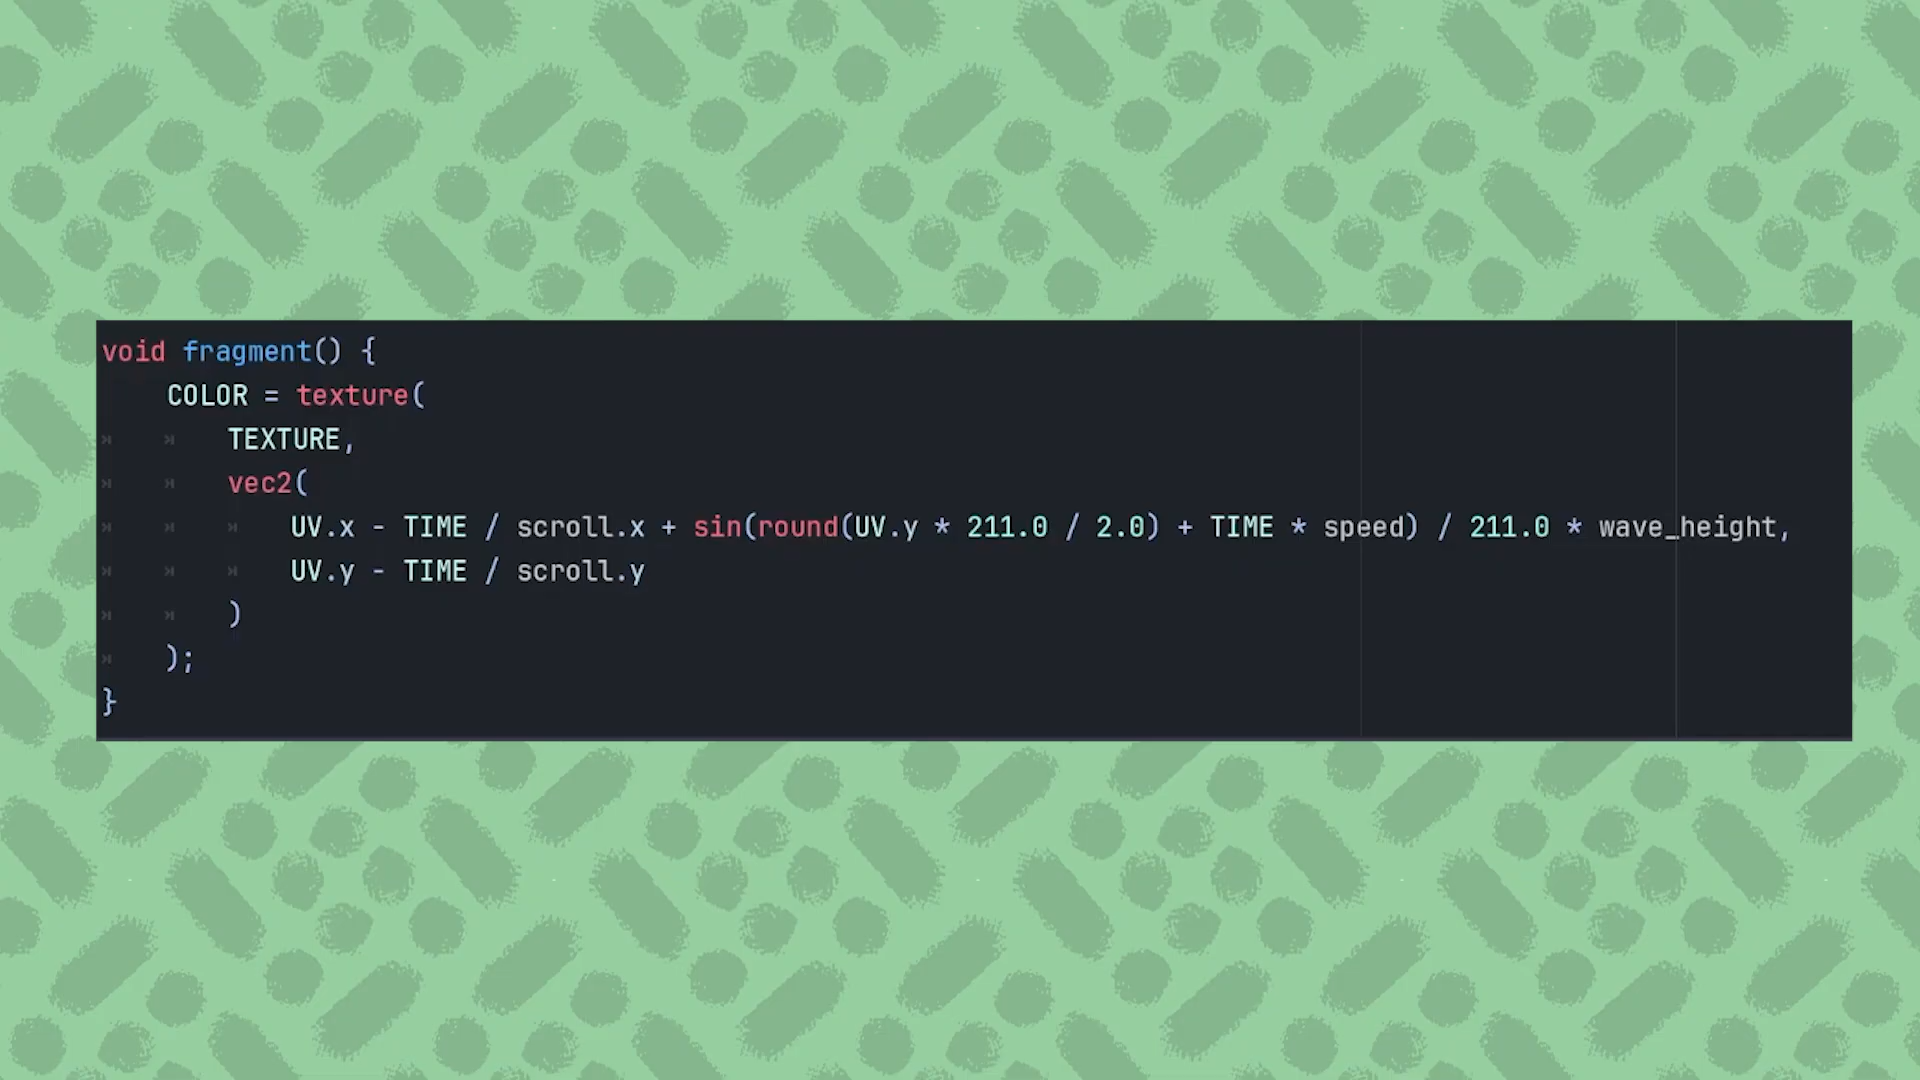 void fragment() {
COLOR = texture(
TEXTURE,
vec2(
UV.x - TIME / scroll.x + sin(round(UV.y * 211.0 / 2.0) + TIME * speed) / 211.0 * wave_height,
UV.y - TIME / scroll.y
)
);
}